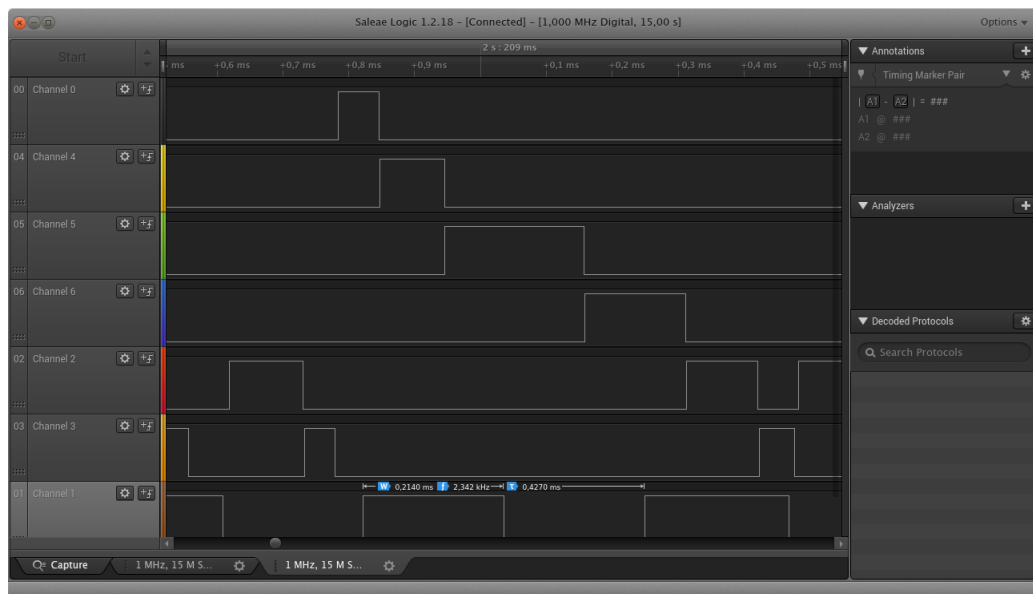 Saleae Logic 1.2.18 – [Connected] – [1,000 MHz Digital, 15,00 s]
Options
Start
2 s : 209 ms
ms +0,6 ms +0,7 ms +0,8 ms +0,9 ms +0,1 ms +0,2 ms +0,3 ms +0,4 ms +0,5 ms
00 Channel 0
04 Channel 4
05 Channel 5
06 Channel 6
02 Channel 2
03 Channel 3
01 Channel 1
W 0,2140 ms f 2,342 kHz T 0,4270 ms
Annotations
Timing Marker Pair
| A1 - A2 | = ###
A1 @ ###
A2 @ ###
Analyzers
Decoded Protocols
Search Protocols
Capture
1 MHz, 15 M S...
1 MHz, 15 M S...